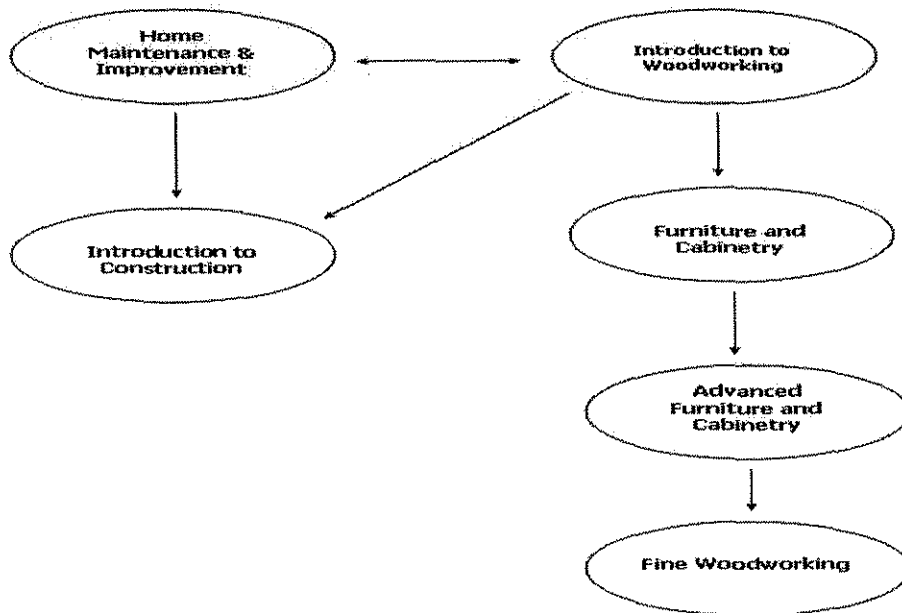 Home
Maintenance &
Improvement
Introduction to
Woodworking
Introduction to
Construction
Furniture and
Cabinetry
Advanced
Furniture and
Cabinetry
Fine Woodworking